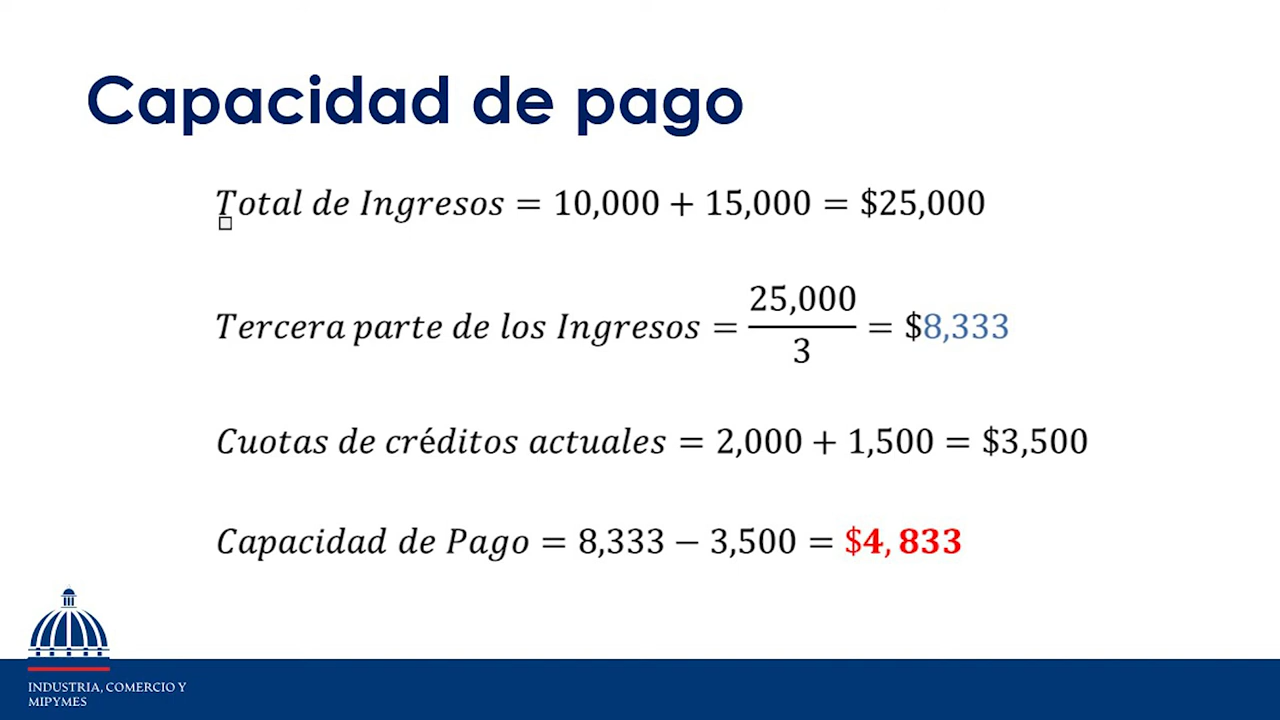 Capacidad de pago
Total de Ingresos = 10,000 + 15,000 = $25,000
Tercera parte de los Ingresos = 25,000/3 = $8,333
Cuotas de créditos actuales = 2,000 + 1,500 = $3,500
Capacidad de Pago = 8,333 − 3,500 = $4,833
INDUSTRIA, COMERCIO Y
MIPYMES